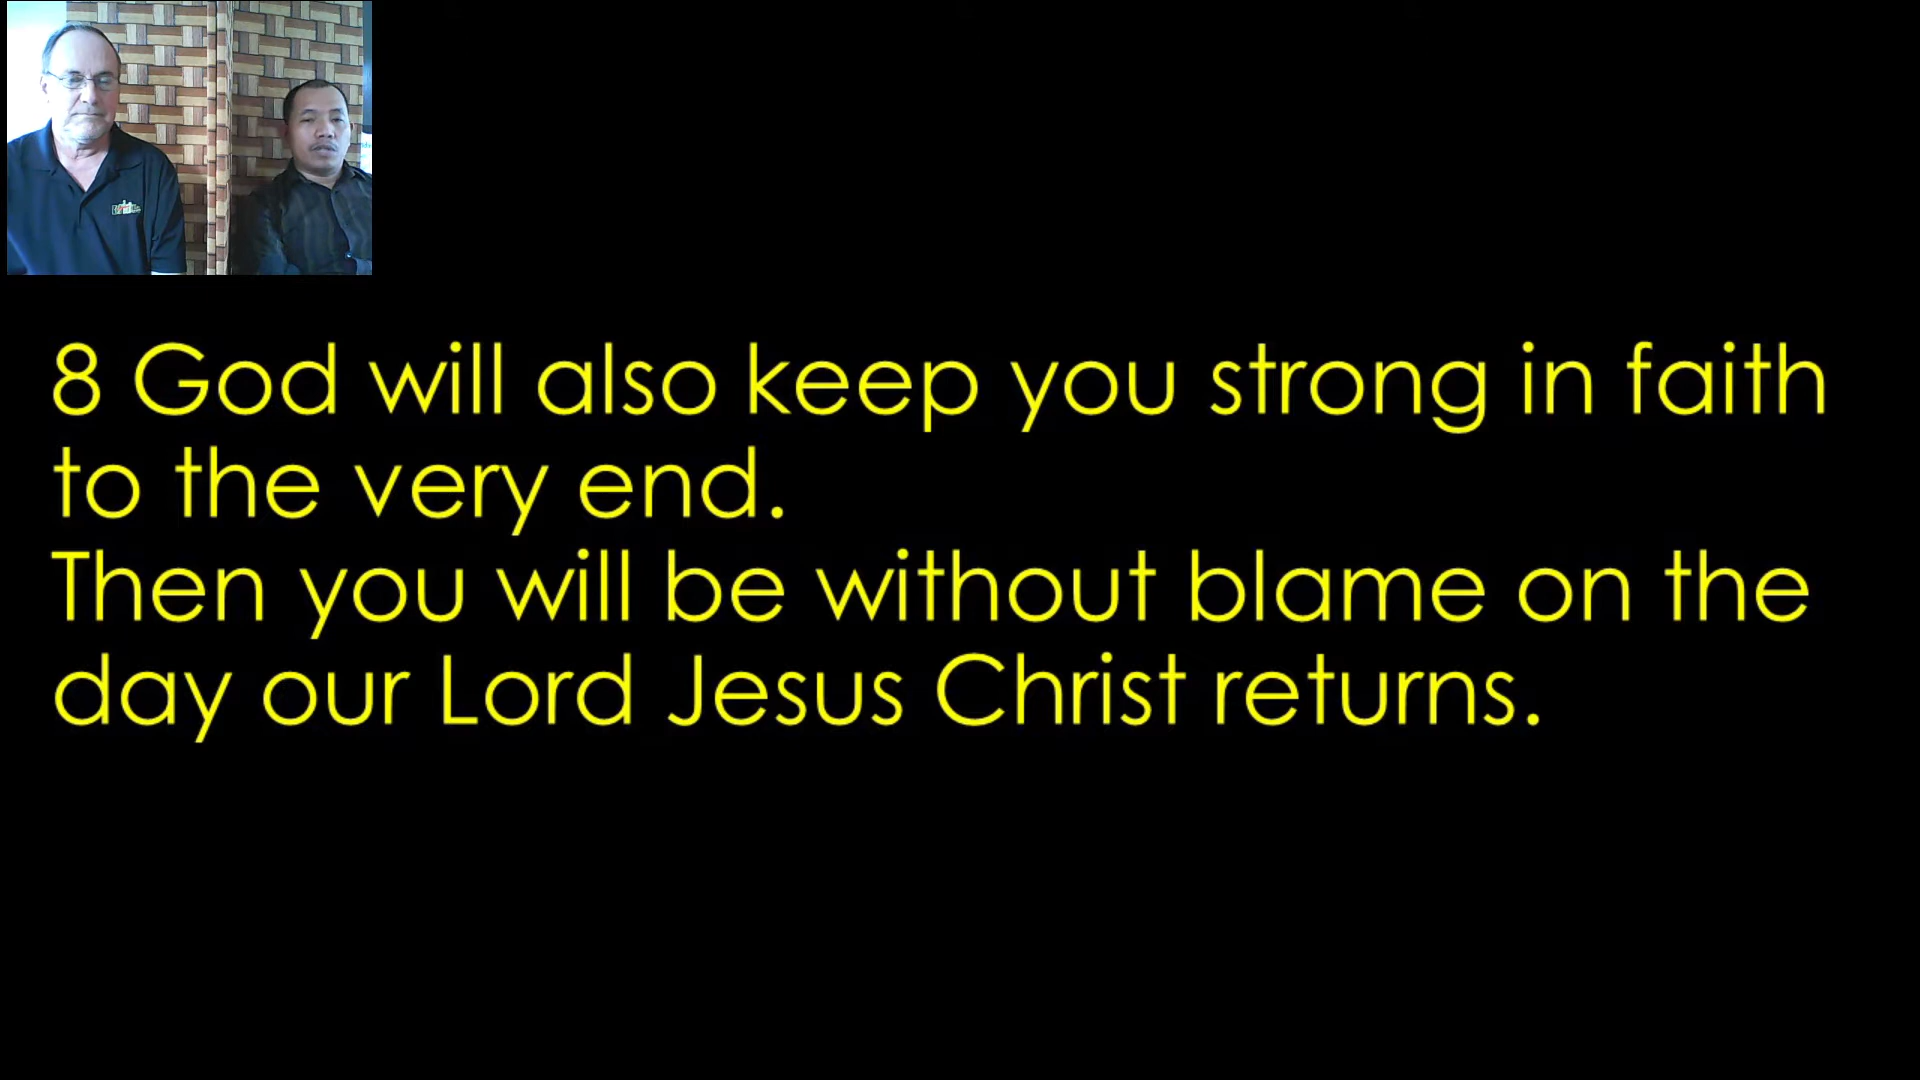 8 God will also keep you strong in faith
to the very end.
Then you will be without blame on the
day our Lord Jesus Christ returns.